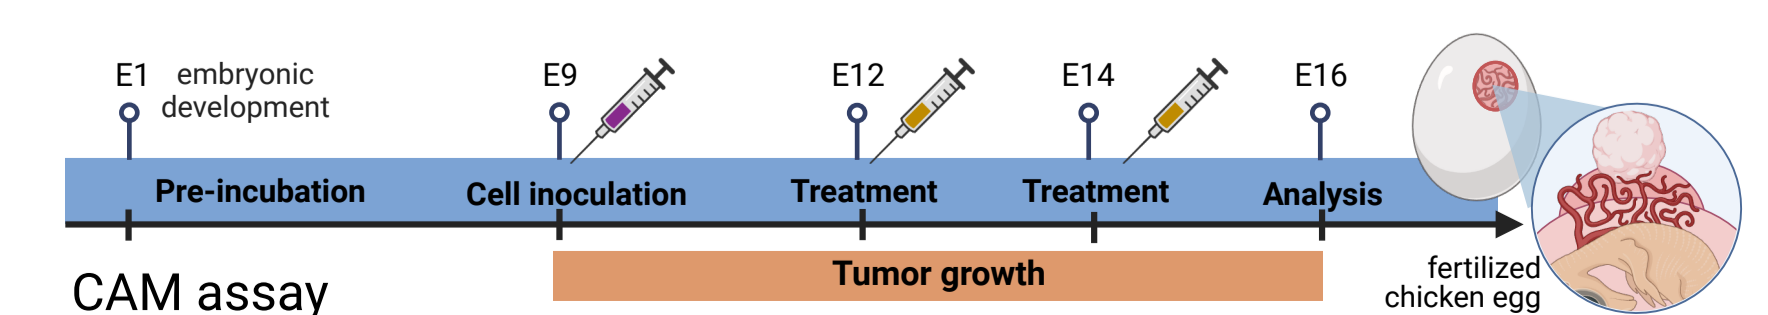 E1
embryonic
development
E9
E12
E14
E16
Pre-incubation
Cell inoculation
Treatment
Treatment
Analysis
Tumor growth
CAM assay
fertilized
chicken egg